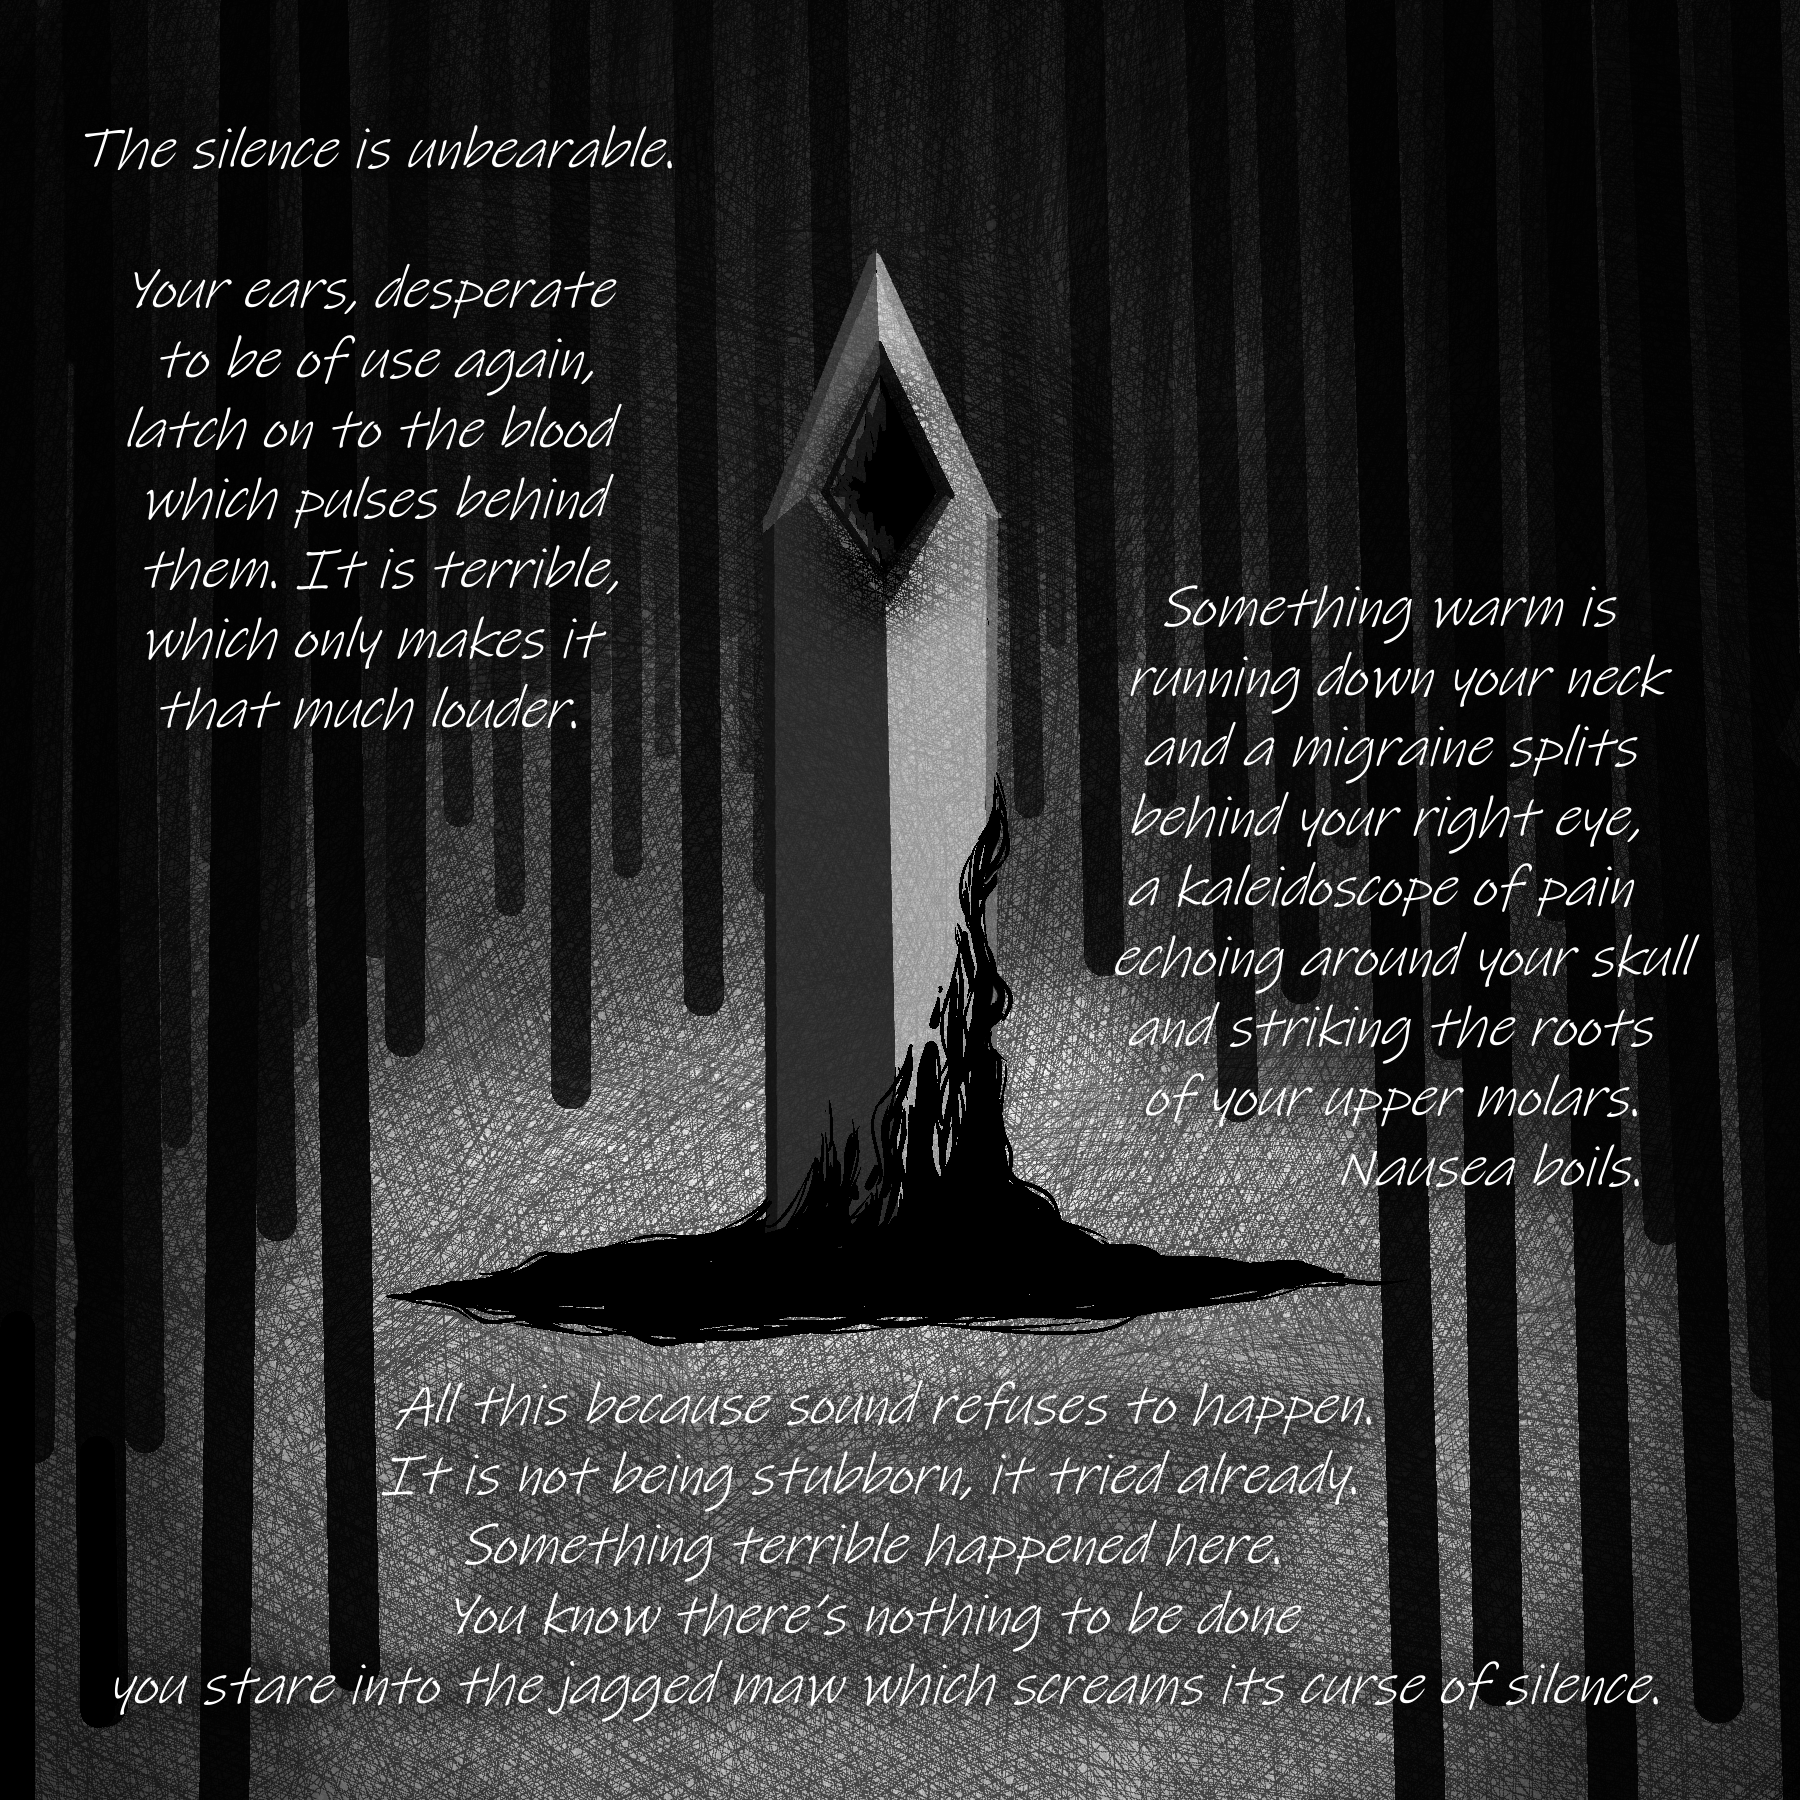 The silence is unbearable.
Your ears, desperate
to be of use again,
latch on to the blood
which pulses behind
them. It is terrible,
which only makes it
that much louder.
Something warm is
running down your neck
and a migraine splits
behind your right eye,
a kaleidoscope of pain
echoing around your skull
and striking the roots
of your upper molars.
Nausea boils.
All this because sound refuses to happen.
It is not being stubborn, it tried already.
Something terrible happened here.
You know there's nothing to be done
you stare into the jagged maw which screams its curse of silence.